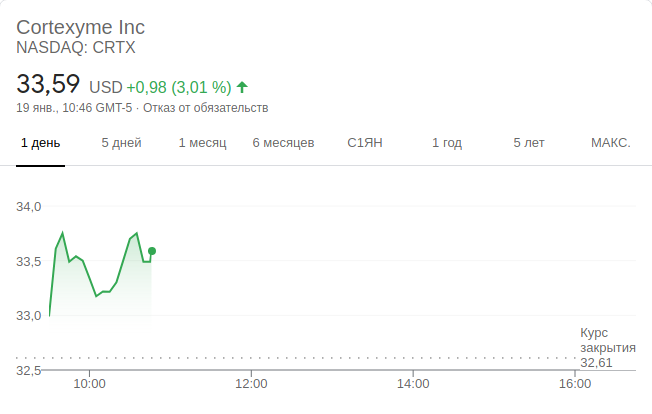 Cortexyme Inc
NASDAQ: CRTX
33,59 USD +0,98 (3,01 %)
19 янв., 10:46 GMT-5 · Отказ от обязательств
1 день 5 дней 1 месяц 6 месяцев С1ЯН 1 год 5 лет МАКС.
34,0
33,5
33,0
Курс
закрытия
32,61
32,5
10:00 12:00 14:00 16:00